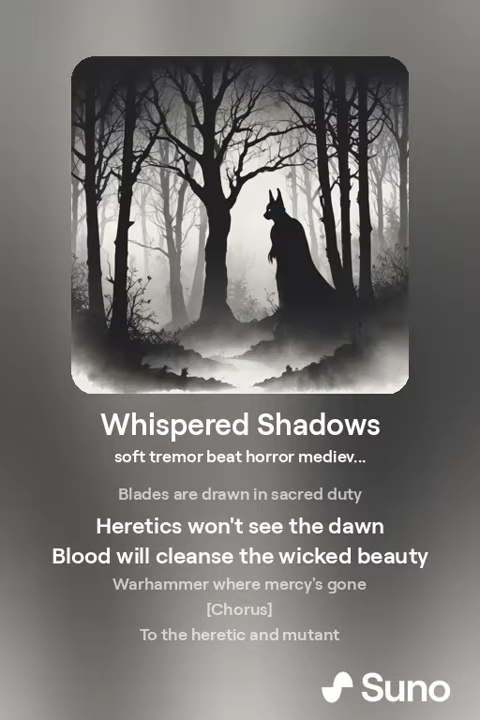 Whispered Shadows
soft tremor beat horror mediev...
Blades are drawn in sacred duty
Heretics won't see the dawn
Blood will cleanse the wicked beauty
Warhammer where mercy's gone
[Chorus]
To the heretic and mutant
Suno